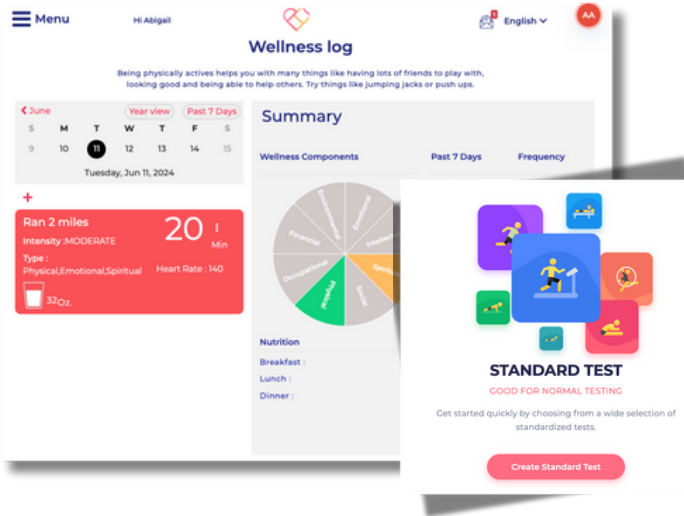 Menu
Hi Abigail
1
English
AA
Wellness log
Being physically actives helps you with many things like having lots of friends to play with,
looking good and being able to help others. Try things like jumping jacks or push ups.
June
Year view
Past 7 Days
S M T W T F S
9 10 11 12 13 14 15
Tuesday, Jun 11, 2024
+
Ran 2 miles
Intensity :MODERATE
Type :
Physical,Emotional,Spiritual
20
Min
Heart Rate : 140
32Oz.
Summary
Wellness Components
Past 7 Days
Frequency
Environmental
Emotional
Financial
Occupational
Physical
Social
Nutrition
Breakfast :
Lunch :
Dinner :
STANDARD TEST
GOOD FOR NORMAL TESTING
Get started quickly by choosing from a wide selection of
standardized tests.
Create Standard Test